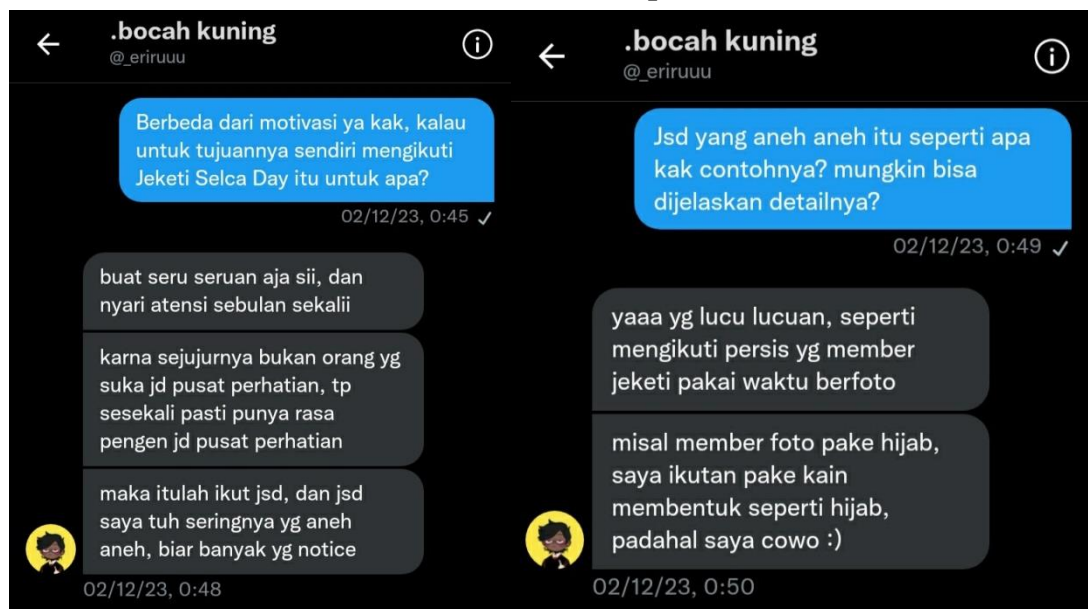 .bocah kuning
@_eriruuu
Berbeda dari motivasi ya kak, kalau
untuk tujuannya sendiri mengikuti
Jeketi Selca Day itu untuk apa?
02/12/23, 0:45
buat seru seruan aja sii, dan
nyari atensi sebulan sekalii
karna sejujurnya bukan orang yg
suka jd pusat perhatian, tp
sesekali pasti punya rasa
pengen jd pusat perhatian
maka itulah ikut jsd, dan jsd
saya tuh seringnya yg aneh
aneh, biar banyak yg notice
02/12/23, 0:48
.bocah kuning
@_eriruuu
Jsd yang aneh aneh itu seperti apa
kak contohnya? mungkin bisa
dijelaskan detailnya?
02/12/23, 0:49
yaaa yg lucu lucuan, seperti
mengikuti persis yg member
jeketi pakai waktu berfoto
misal member foto pake hijab,
saya ikutan pake kain
membentuk seperti hijab,
padahal saya cowo :)
02/12/23, 0:50